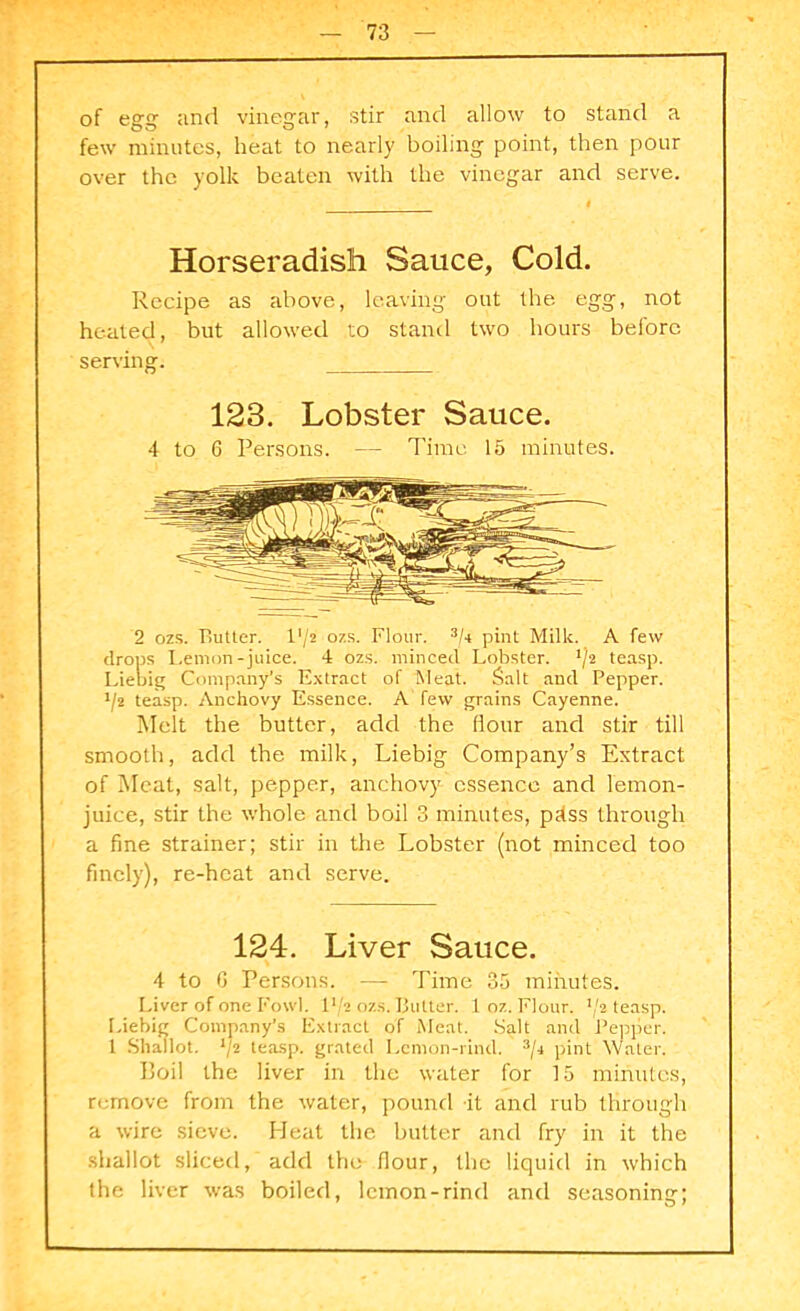 — 73 —
of egg and vinegar, stir and allow to stand a
few minutes, heat to nearly boiling point, then pour
over the yolk beaten with the vinegar and serve.
Horseradish Sauce, Cold.
Recipe as above, leaving out the egg, not
heated, but allowed to stand two hours before
serving.
123. Lobster Sauce.
4 to 6 Persons. — Time 15 minutes.
2 ozs. Butter. 1 1/2 ozs. Flour. 3/4 pint Milk. A few
drops Lemon-juice. 4 ozs. minced Lobster. 1/2 teasp.
Liebig Company's Extract of Meat. Salt and Pepper.
1/2 teasp. Anchovy Essence. A few grains Cayenne.
Melt the butter, add the flour and stir till
smooth, add the milk, Liebig Company's Extract
of Meat, salt, pepper, anchovy essence and lemon-
juice, stir the whole and boil 3 minutes, pass through
a fine strainer; stir in the Lobster (not minced too
finely), re-heat and serve.
124. Liver Sauce.
4 to 6 Persons. — Time 35 minutes.
Liver of one Fowl. 1 1/2 ozs. Butter. 1 oz. Flour. 1/2 teasp.
Liebig Company's Extract of Meat. Salt and Pepper.
1 Shallot. 1/2 teasp. grated Lemon-rind. 3/4 pint Water.
Boil the liver in the water for 15 minutes,
remove from the water, pound it and rub through
a wire sieve. Heat the butter and fry in it the
shallot sliced, add the flour, the liquid in which
the liver was boiled, lemon-rind and seasoning;